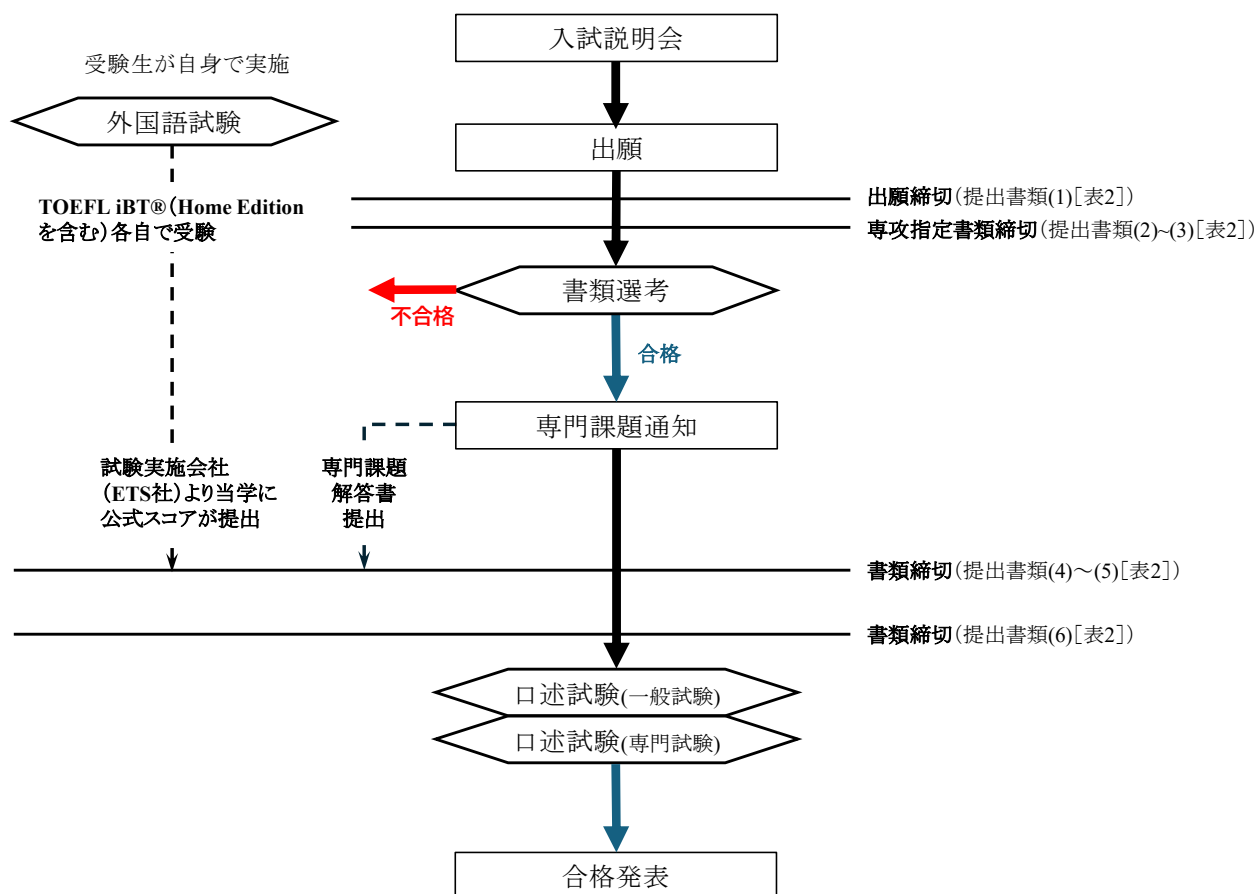 入試説明会
受験生が自身で実施
外国語試験
出願
TOEFL iBT®(Home Edition
を含む)各自で受験
出願締切(提出書類(1)[表2])
専攻指定書類締切(提出書類(2)~(3)[表2])
書類選考
不合格
合格
専門課題通知
試験実施会社
(ETS社)より当学に
公式スコアが提出
専門課題
解答書
提出
書類締切(提出書類(4)～(5)[表2])
書類締切(提出書類(6)[表2])
口述試験(一般試験)
口述試験(専門試験)
合格発表